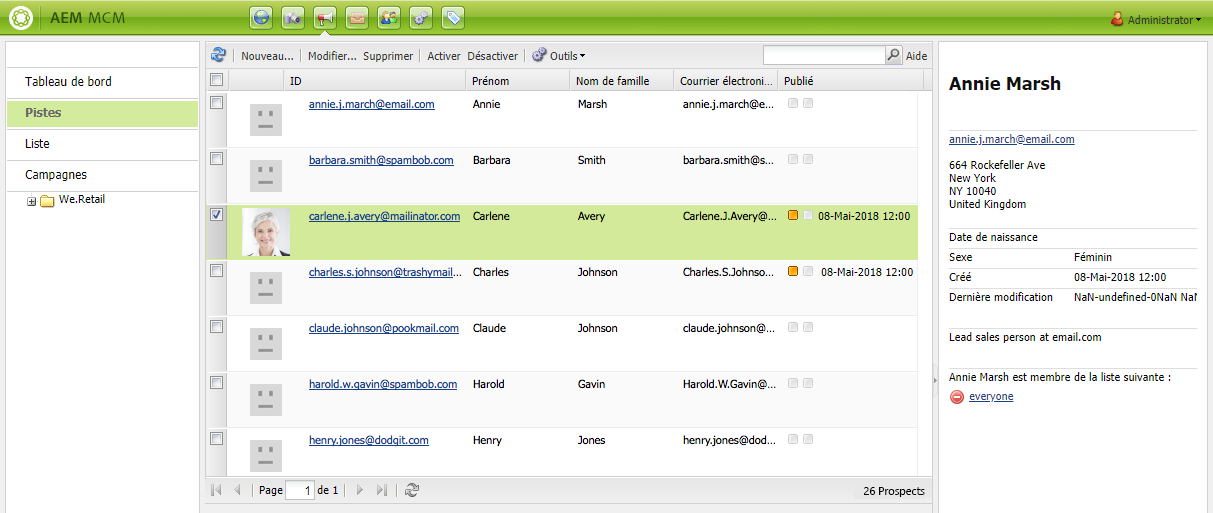 AEM MCM
Administrator
Tableau de bord
Pistes
Liste
Campagnes
We.Retail
Nouveau... Modifier... Supprimer Activer Désactiver Outils Aide
ID Prénom Nom de famille Courrier électroni... Publié
annie.j.march@email.com Annie Marsh annie.j.march@e...
barbara.smith@spambob.com Barbara Smith barbara.smith@s...
carlene.j.avery@mailinator.com Carlene Avery Carlene.J.Avery@... 08-Mai-2018 12:00
charles.s.johnson@trashymail... Charles Johnson Charles.S.Johnso... 08-Mai-2018 12:00
claude.johnson@pookmail.com Claude Johnson claude.johnson@...
harold.w.gavin@spambob.com Harold Gavin Harold.W.Gavin@...
henry.jones@dodgit.com Henry Jones henry.jones@dod...
Page 1 de 1 26 Prospects
Annie Marsh
annie.j.march@email.com
664 Rockefeller Ave
New York
NY 10040
United Kingdom
Date de naissance
Sexe Féminin
Créé 08-Mai-2018 12:00
Dernière modification NaN-undefined-0NaN NaN
Lead sales person at email.com
Annie Marsh est membre de la liste suivante :
everyone